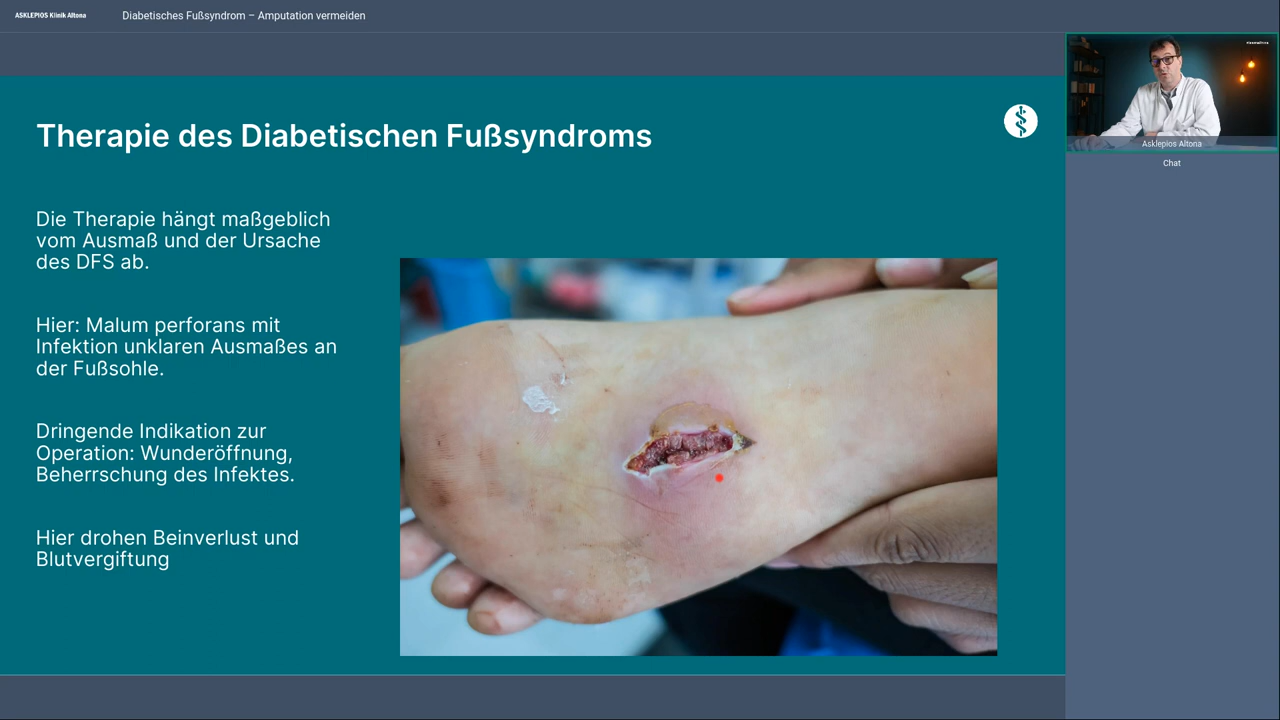 ASKLEPIOS Klinik Altona
Diabetisches Fußsyndrom – Amputation vermeiden
Therapie des Diabetischen Fußsyndroms
Die Therapie hängt maßgeblich
vom Ausmaß und der Ursache
des DFS ab.
Hier: Malum perforans mit
Infektion unklaren Ausmaßes an
der Fußsohle.
Dringende Indikation zur
Operation: Wunderöffnung,
Beherrschung des Infektes.
Hier drohen Beinverlust und
Blutvergiftung
Asklepios Altona
Chat